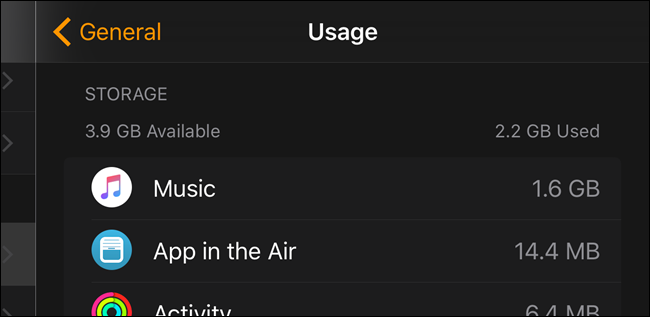 General
Usage
STORAGE
3.9 GB Available 2.2 GB Used
Music 1.6 GB
App in the Air 14.4 MB
Activity 6.4 MB